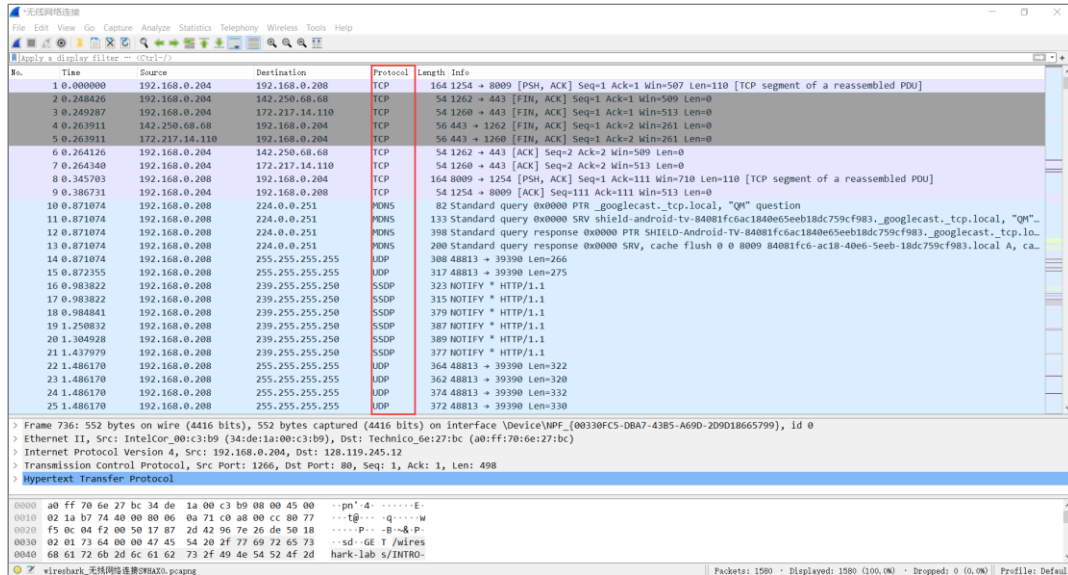 *无线网络连接
File Edit View Go Capture Analyze Statistics Telephony Wireless Tools Help
Apply a display filter … <Ctrl-/>
No. Time Source Destination Protocol Length Info
1 0.000000 192.168.0.204 192.168.0.208 TCP 164 1254 → 8009 [PSH, ACK] Seq=1 Ack=1 Win=507 Len=110 [TCP segment of a reassembled PDU]
2 0.248426 192.168.0.204 142.250.68.68 TCP 54 1262 → 443 [FIN, ACK] Seq=1 Ack=1 Win=509 Len=0
3 0.249287 192.168.0.204 172.217.14.110 TCP 54 1260 → 443 [FIN, ACK] Seq=1 Ack=1 Win=513 Len=0
4 0.263911 142.250.68.68 192.168.0.204 TCP 56 443 → 1262 [FIN, ACK] Seq=1 Ack=2 Win=261 Len=0
5 0.263911 172.217.14.110 192.168.0.204 TCP 56 443 → 1260 [FIN, ACK] Seq=1 Ack=2 Win=261 Len=0
6 0.264126 192.168.0.204 142.250.68.68 TCP 54 1262 → 443 [ACK] Seq=2 Ack=2 Win=509 Len=0
7 0.264340 192.168.0.204 172.217.14.110 TCP 54 1260 → 443 [ACK] Seq=2 Ack=2 Win=513 Len=0
8 0.345703 192.168.0.208 192.168.0.204 TCP 164 8009 → 1254 [PSH, ACK] Seq=1 Ack=111 Win=710 Len=110 [TCP segment of a reassembled PDU]
9 0.386731 192.168.0.204 192.168.0.208 TCP 54 1254 → 8009 [ACK] Seq=111 Ack=111 Win=513 Len=0
10 0.871074 192.168.0.208 224.0.0.251 MDNS 82 Standard query 0x0000 PTR _googlecast._tcp.local, "QM" question
11 0.871074 192.168.0.208 224.0.0.251 MDNS 133 Standard query 0x0000 SRV shield-android-tv-84081fc6ac1840e65eeb18dc759cf983._googlecast._tcp.local, "QM"…
12 0.871074 192.168.0.208 224.0.0.251 MDNS 398 Standard query response 0x0000 PTR SHIELD-Android-TV-84081fc6ac1840e65eeb18dc759cf983._googlecast._tcp.lo…
13 0.871074 192.168.0.208 224.0.0.251 MDNS 200 Standard query response 0x0000 SRV, cache flush 0 0 8009 84081fc6-ac18-40e6-5eeb-18dc759cf983.local A, ca…
14 0.871074 192.168.0.208 255.255.255.255 UDP 308 48813 → 39390 Len=266
15 0.872355 192.168.0.208 255.255.255.255 UDP 317 48813 → 39390 Len=275
16 0.983822 192.168.0.208 239.255.255.250 SSDP 323 NOTIFY * HTTP/1.1
17 0.983822 192.168.0.208 239.255.255.250 SSDP 315 NOTIFY * HTTP/1.1
18 0.984841 192.168.0.208 239.255.255.250 SSDP 379 NOTIFY * HTTP/1.1
19 1.250832 192.168.0.208 239.255.255.250 SSDP 387 NOTIFY * HTTP/1.1
20 1.304928 192.168.0.208 239.255.255.250 SSDP 389 NOTIFY * HTTP/1.1
21 1.437979 192.168.0.208 239.255.255.250 SSDP 377 NOTIFY * HTTP/1.1
22 1.486170 192.168.0.208 255.255.255.255 UDP 364 48813 → 39390 Len=322
23 1.486170 192.168.0.208 255.255.255.255 UDP 362 48813 → 39390 Len=320
24 1.486170 192.168.0.208 255.255.255.255 UDP 374 48813 → 39390 Len=332
25 1.486170 192.168.0.208 255.255.255.255 UDP 372 48813 → 39390 Len=330
> Frame 736: 552 bytes on wire (4416 bits), 552 bytes captured (4416 bits) on interface \Device\NPF_{00330FC5-DBA7-43B5-A69D-2D9D18665799}, id 0
> Ethernet II, Src: IntelCor_00:c3:b9 (34:de:1a:00:c3:b9), Dst: Technico_6e:27:bc (a0:ff:70:6e:27:bc)
> Internet Protocol Version 4, Src: 192.168.0.204, Dst: 128.119.245.12
> Transmission Control Protocol, Src Port: 1266, Dst Port: 80, Seq: 1, Ack: 1, Len: 498
> Hypertext Transfer Protocol
0000 a0 ff 70 6e 27 bc 34 de 1a 00 c3 b9 08 00 45 00 ··pn'·4· ······E·
0010 02 1a b7 74 40 00 80 06 0a 71 c0 a8 00 cc 80 77 ···t@··· ·q·····w
0020 f5 0c 04 f2 00 50 17 87 2d 42 96 7e 26 de 50 18 ·····P·· -B·~&·P·
0030 02 01 73 64 00 00 47 45 54 20 2f 77 69 72 65 73 ··sd··GE T /wires
0040 68 61 72 6b 2d 6c 61 62 73 2f 49 4e 54 52 4f 2d hark-lab s/INTRO-
wireshark_无线网络连接SWHAX0.pcapng Packets: 1580 · Displayed: 1580 (100.0%) · Dropped: 0 (0.0%) Profile: Defaul